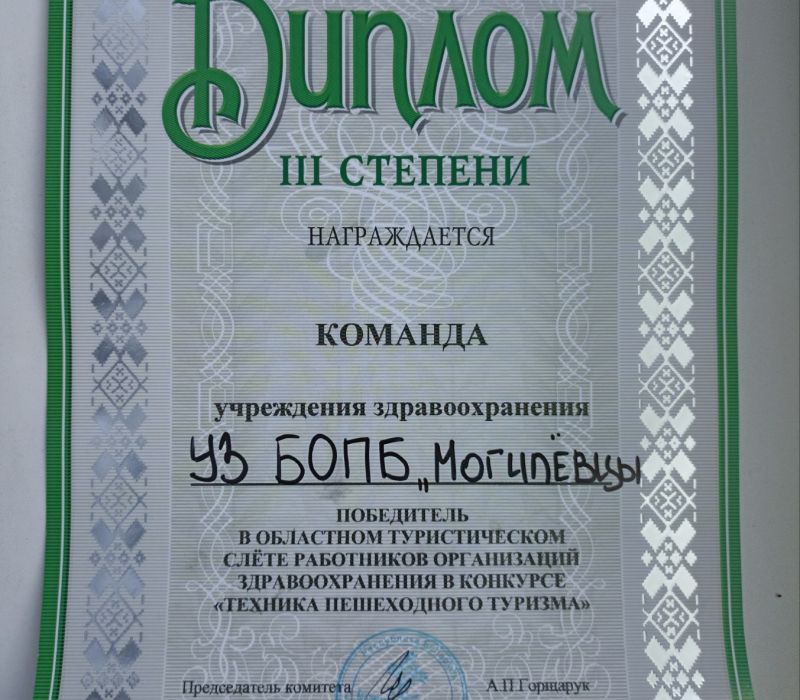 Диплом
III СТЕПЕНИ
НАГРАЖДАЕТСЯ
КОМАНДА
учреждения здравоохранения
УЗ БОПБ „Могилёвцы
ПОБЕДИТЕЛЬ
В ОБЛАСТНОМ ТУРИСТИЧЕСКОМ
СЛЁТЕ РАБОТНИКОВ ОРГАНИЗАЦИЙ
ЗДРАВООХРАНЕНИЯ В КОНКУРСЕ
«ТЕХНИКА ПЕШЕХОДНОГО ТУРИЗМА»
Председатель комитета А.П.Горщарук